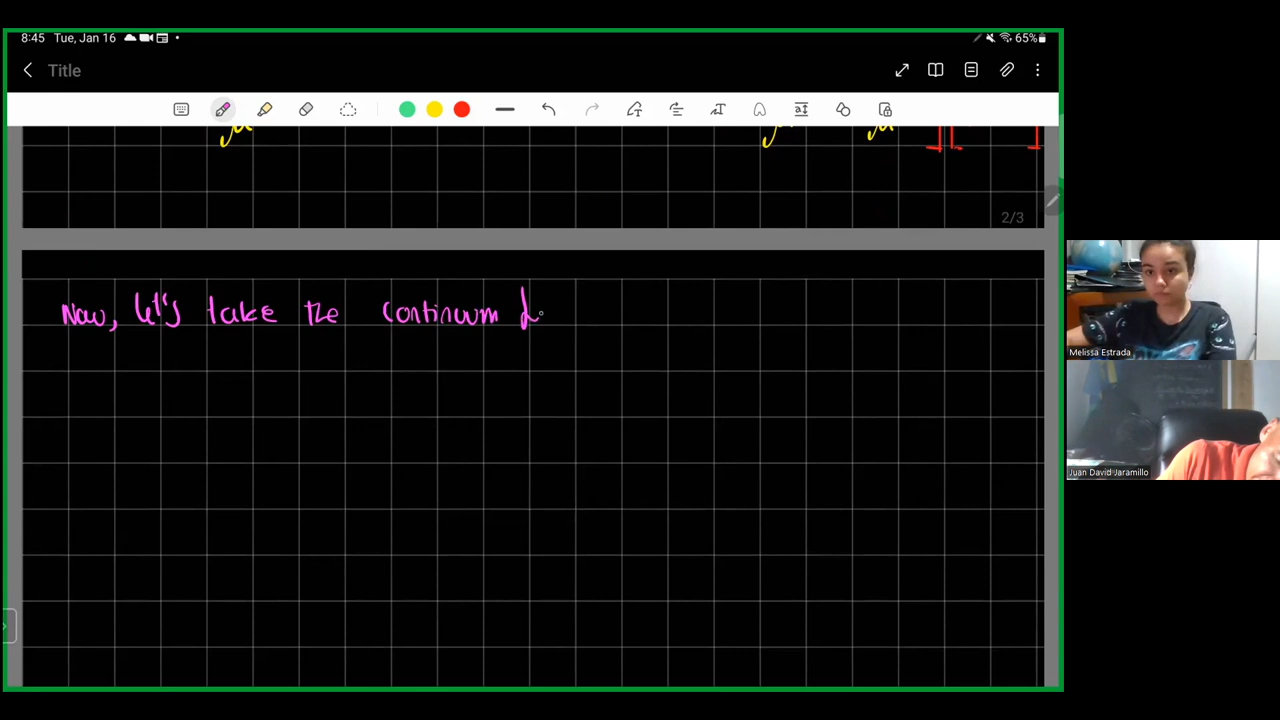 8:45 Tue, Jan 16 65%
Title
2/3
Now, let's take the continuum
Melissa Estrada
Juan David Jaramillo